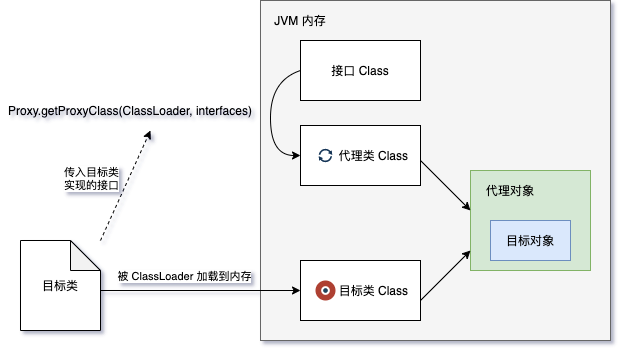 JVM 内存
接口 Class
Proxy.getProxyClass(ClassLoader, interfaces)
代理类 Class
传入目标类
实现的接口
代理对象
目标对象
被 ClassLoader 加载到内存
目标类
目标类 Class